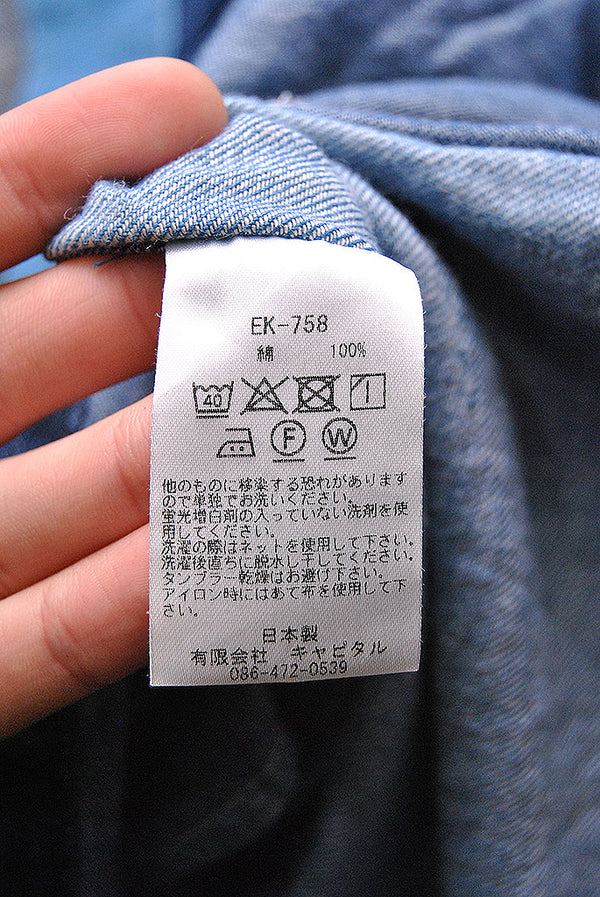 EK-758
綿 100%
40
F W
他のものに移染する恐れがあります
ので単独でお洗いください。
蛍光増白剤の入っていない洗剤を使
用してください。
洗濯の際はネットを使用して下さい。
洗濯後直ちに脱水し干してください。
タンブラー乾燥はお避け下さい。
アイロン時にはあて布を使用して下
さい。
日本製
有限会社 キャピタル
086-472-0539